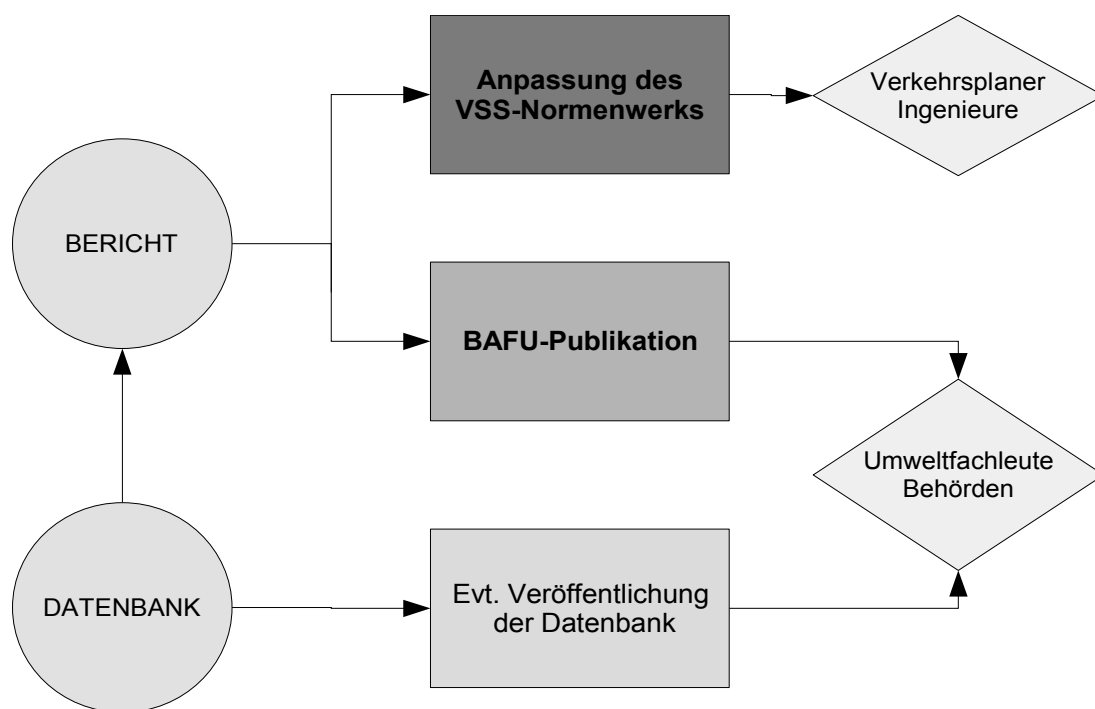 Anpassung des
VSS-Normenwerks
Verkehrsplaner
Ingenieure
BERICHT
BAFU-Publikation
Umweltfachleute
Behörden
DATENBANK
Evt. Veröffentlichung
der Datenbank